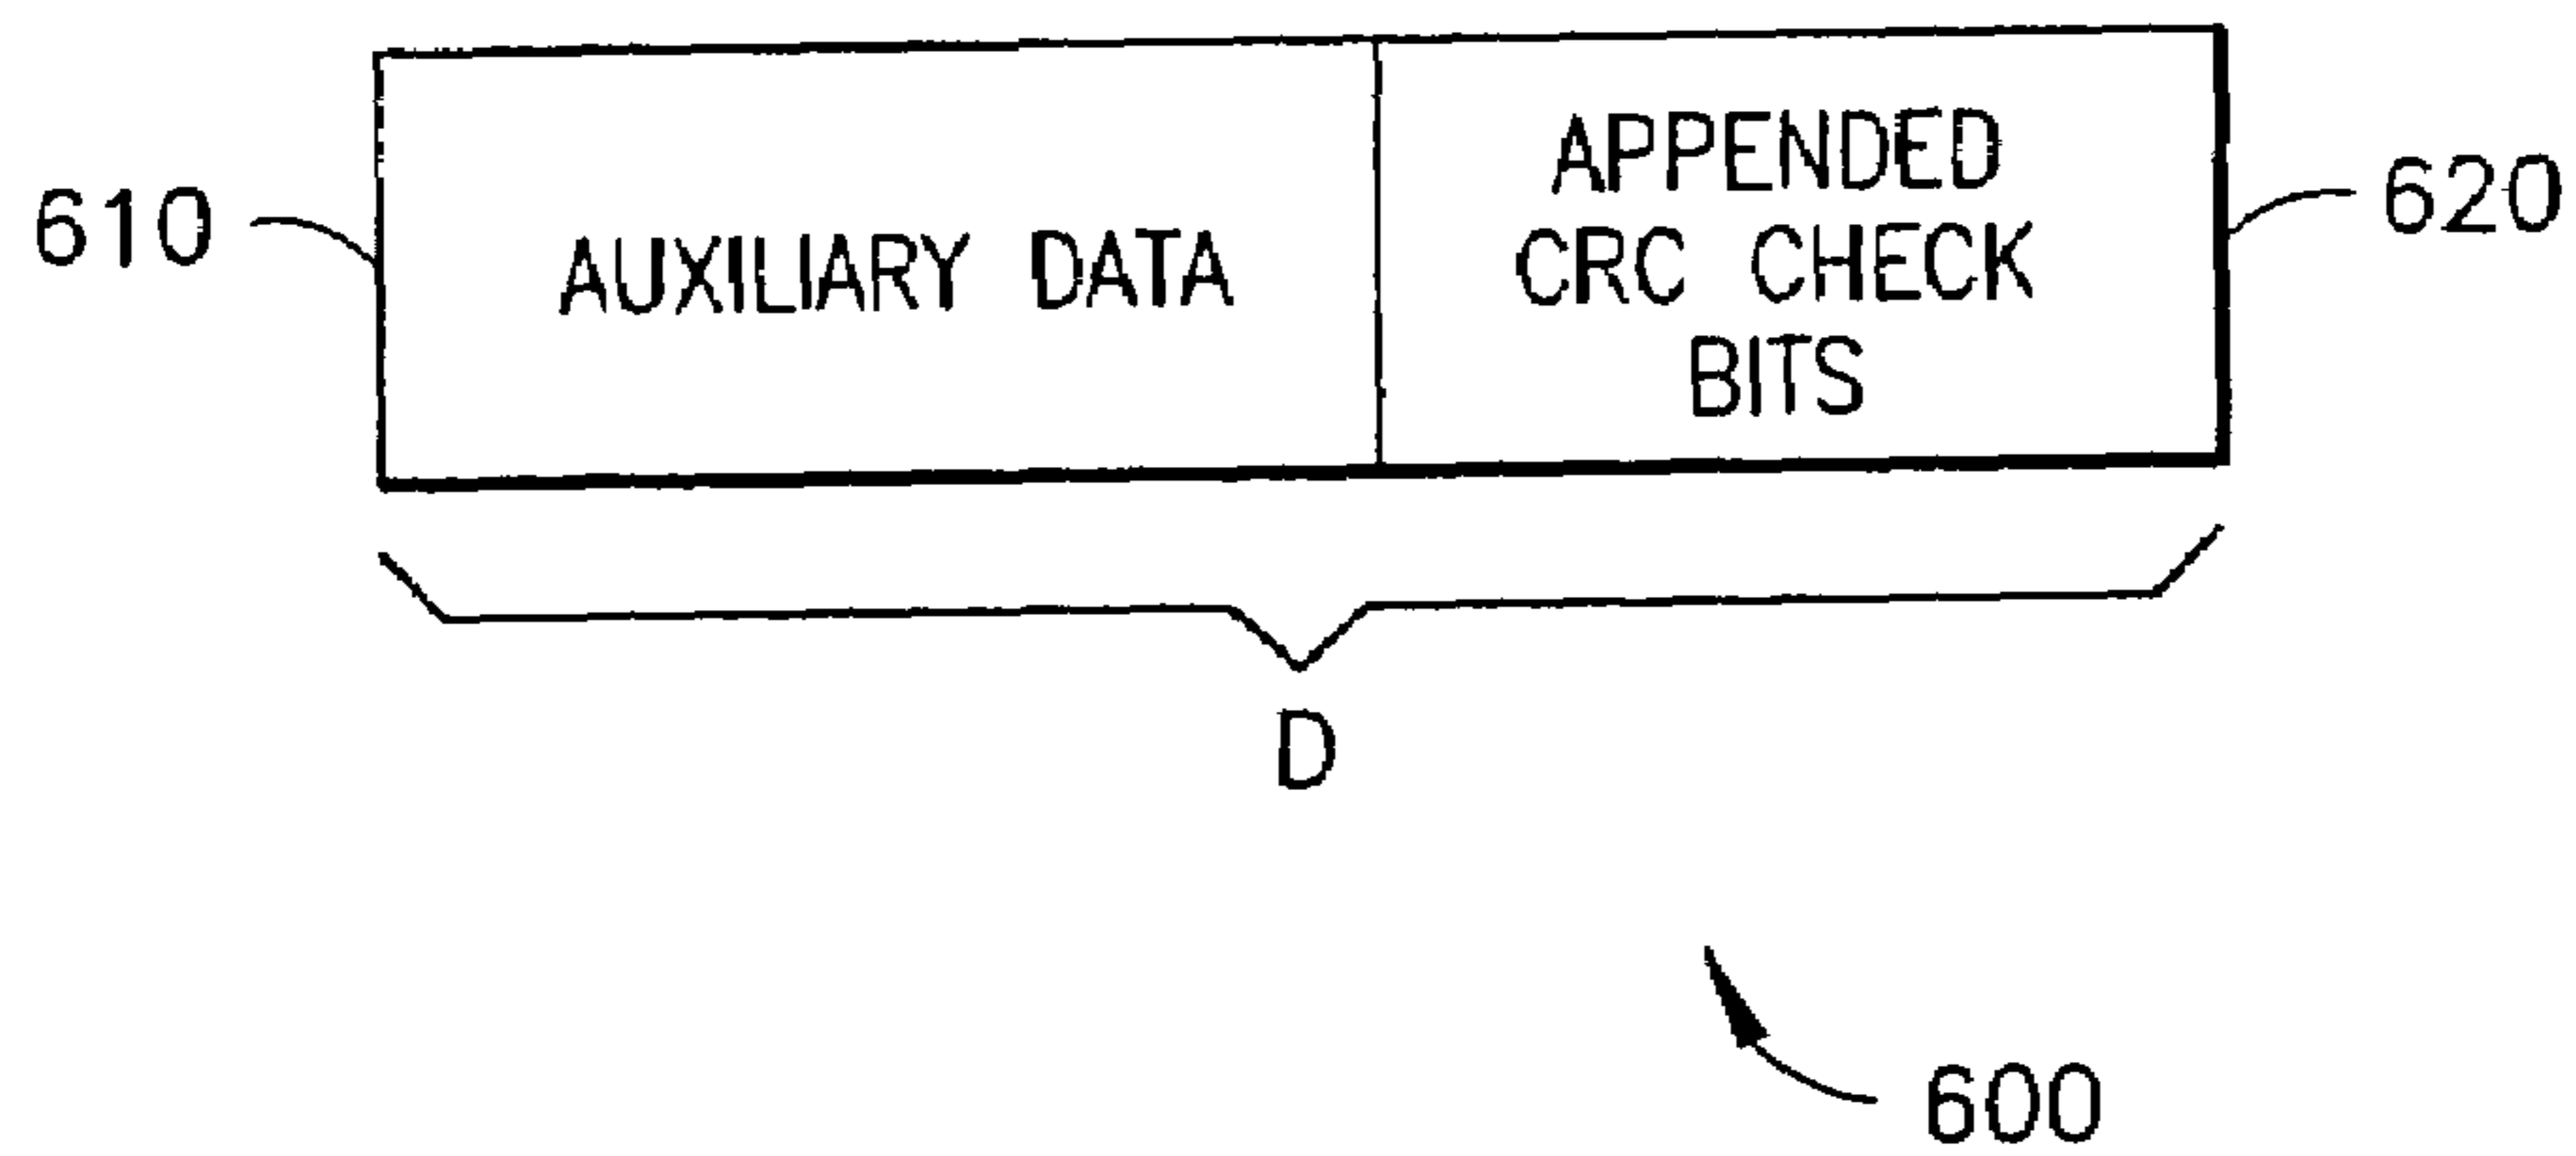 610
AUXILIARY DATA
APPENDED
CRC CHECK
BITS
620
D
600